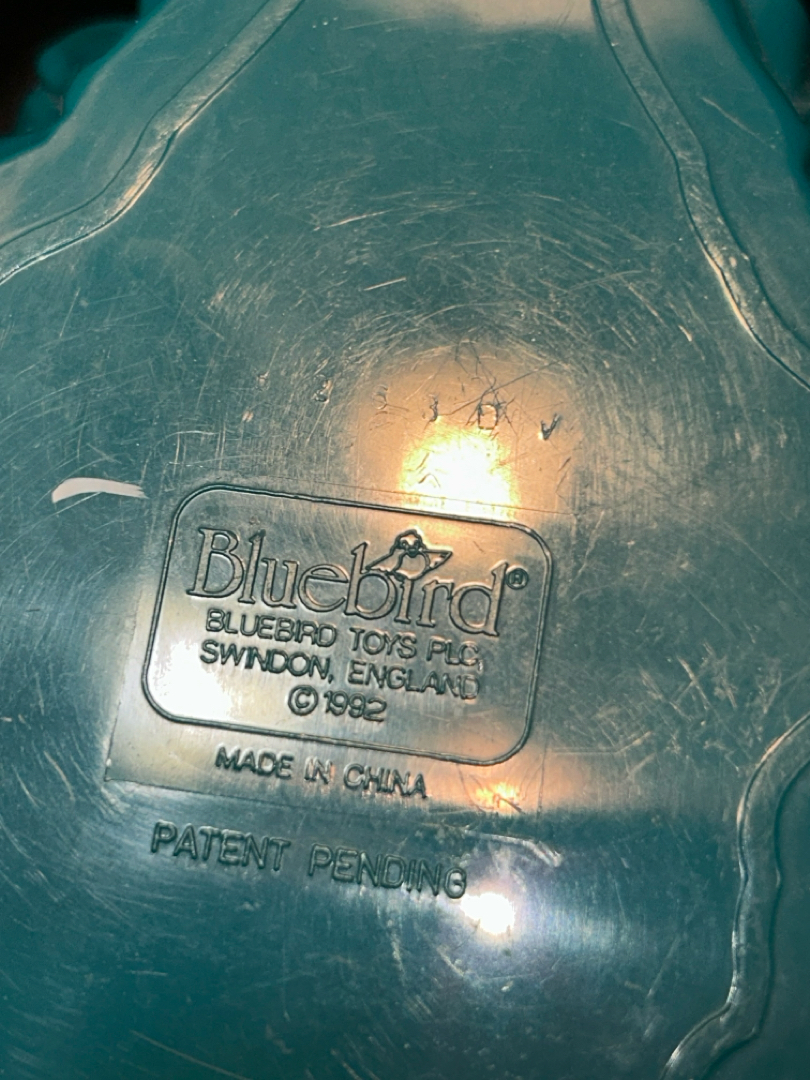 Bluebird®
BLUEBIRD TOYS PLC,
SWINDON, ENGLAND
© 1992
MADE IN CHINA
PATENT PENDING